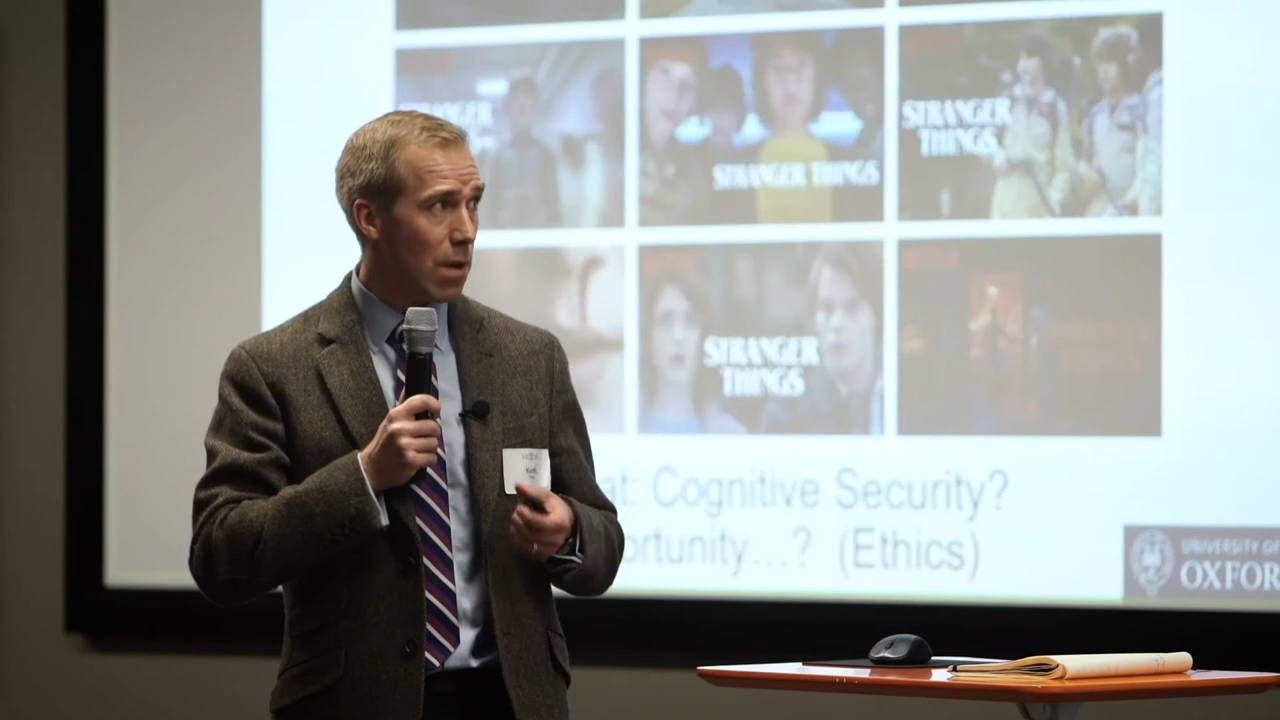 STRANGER
STRANGER THINGS
STRANGER
THINGS
STRANGER
THINGS
at: Cognitive Security?
ortunity...? (Ethics)
UNIVERSITY OF
OXFOR